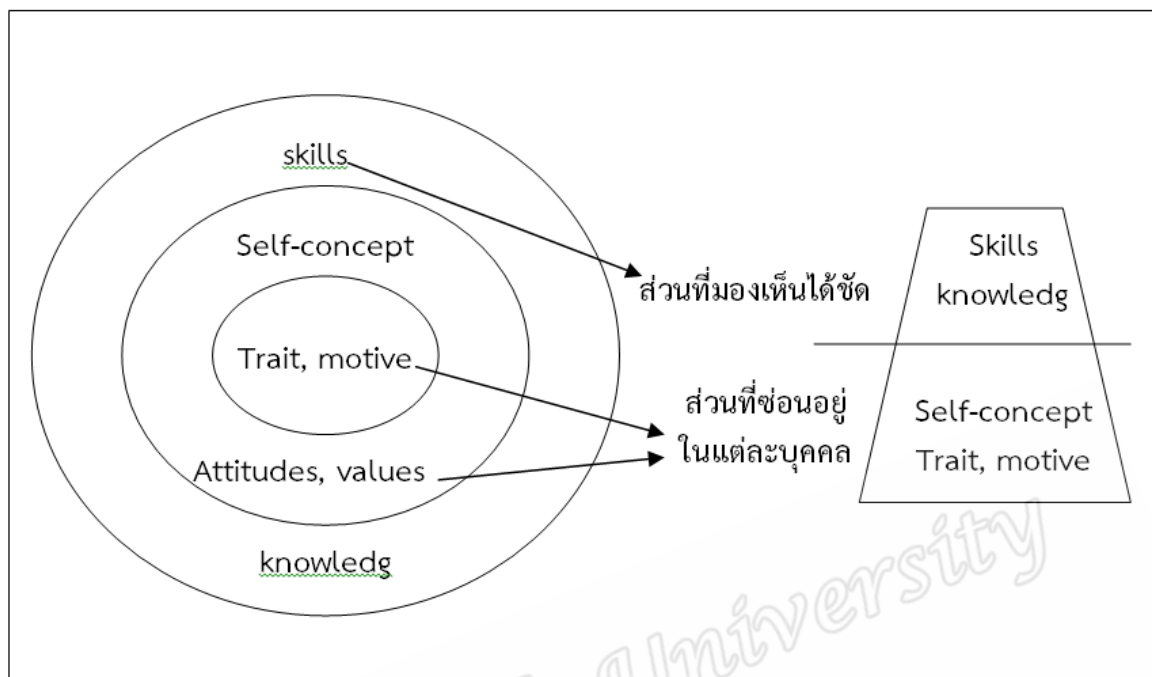 skills
Self-concept
Trait, motive
Attitudes, values
knowledg
ส่วนที่มองเห็นได้ชัด
ส่วนที่ซ่อนอยู่
ในแต่ละบุคคล
Skills
knowledg
Self-concept
Trait, motive
University